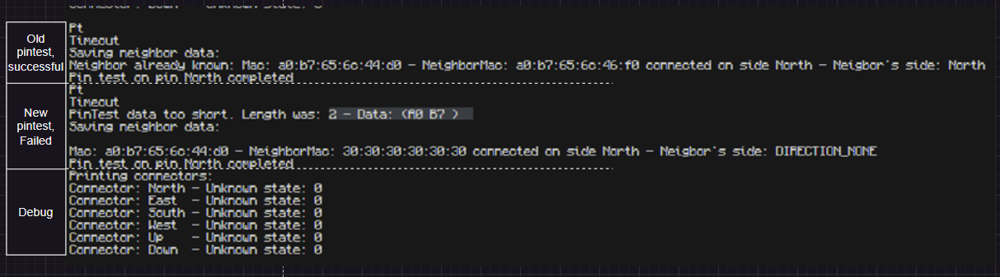 Connector: Down  - Unknown state: 0
Old pintest, successful
Pt
Timeout
Saving neighbor data:
Neighbor already known: Mac: a0:b7:65:6c:44:d0 - NeighborMac: a0:b7:65:6c:46:f0 connected on side North - Neigbor's side: North
Pin test on pin North completed
New pintest, Failed
Pt
Timeout
PinTest data too short. Length was: 2 - Data: (A0 B7 )
Saving neighbor data:
Mac: a0:b7:65:6c:44:d0 - NeighborMac: 30:30:30:30:30:30 connected on side North - Neigbor's side: DIRECTION_NONE
Pin test on pin North completed
Debug
Printing connectors:
Connector: North - Unknown state: 0
Connector: East  - Unknown state: 0
Connector: South - Unknown state: 0
Connector: West  - Unknown state: 0
Connector: Up    - Unknown state: 0
Connector: Down  - Unknown state: 0